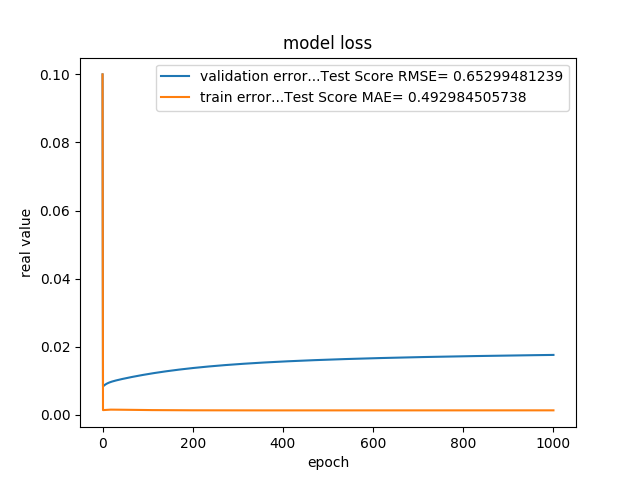 model loss
validation error...Test Score RMSE= 0.65299481239
train error...Test Score MAE= 0.492984505738
real value
0.10
0.08
0.06
0.04
0.02
0.00
0
200
400
600
800
1000
epoch